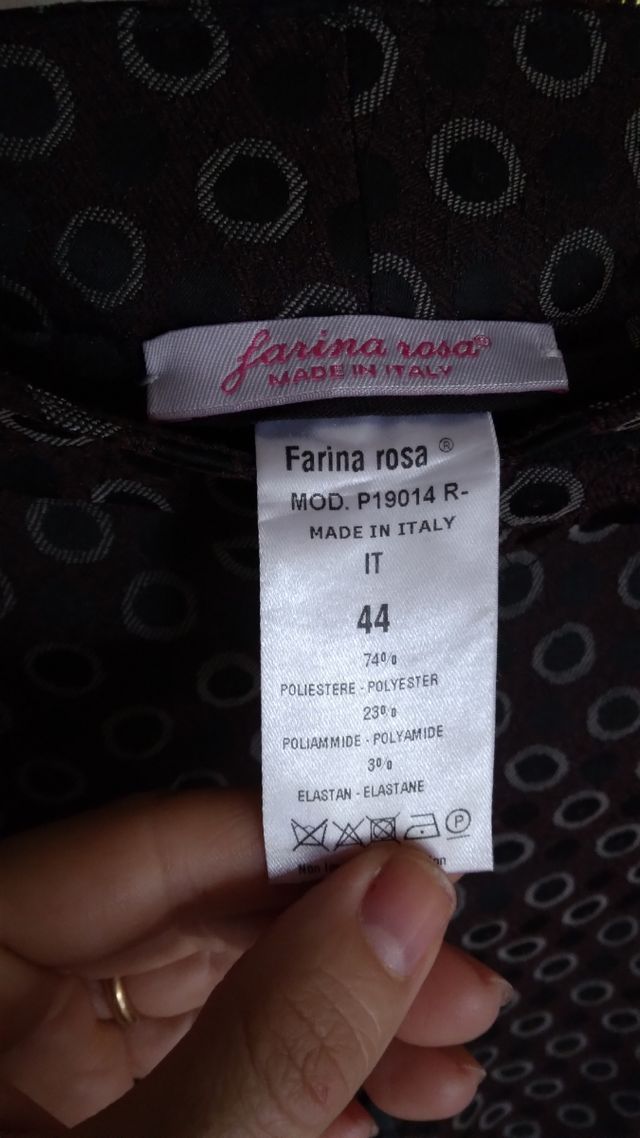 farina rosa®
MADE IN ITALY
Farina rosa ®
MOD. P19014 R-
MADE IN ITALY
IT
44
74%
POLIESTERE - POLYESTER
23%
POLIAMMIDE - POLYAMIDE
3%
ELASTAN - ELASTANE
P
Non